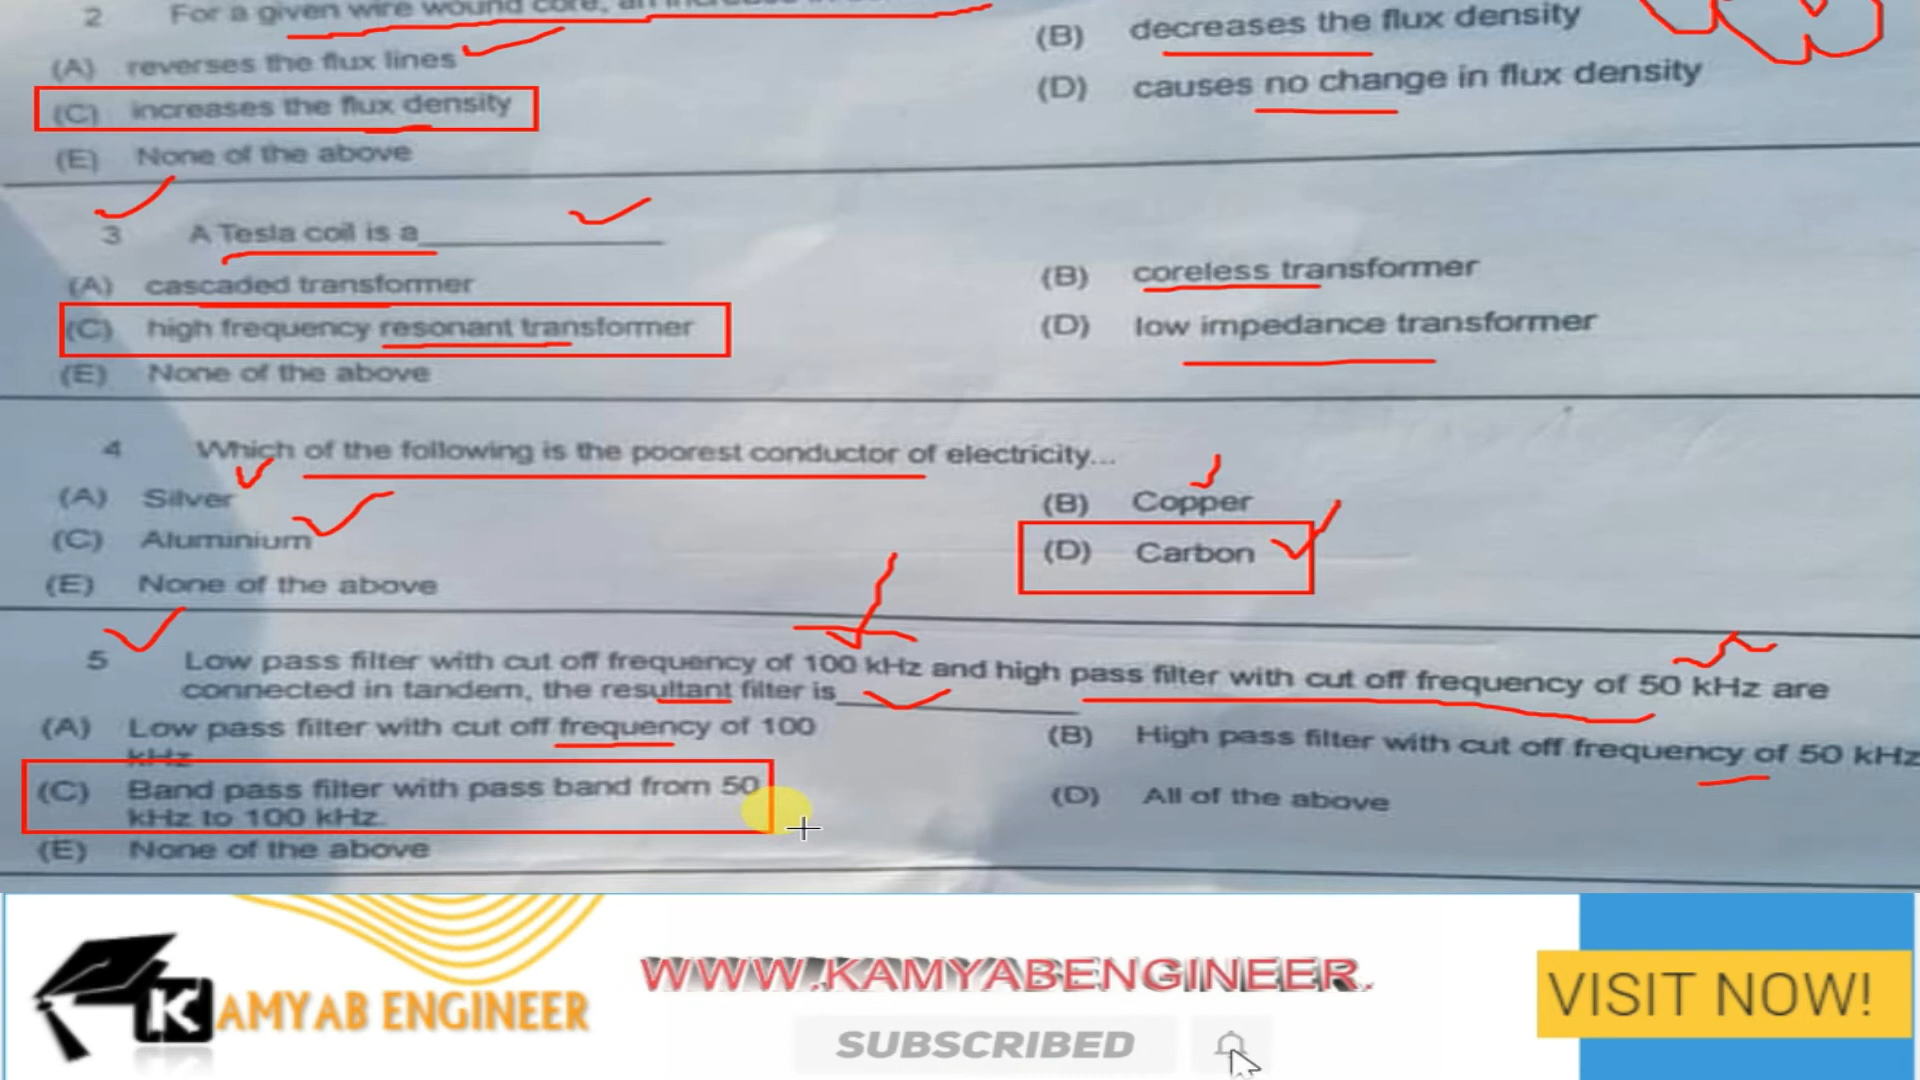 2 For a given wire wound core, an increase in
(A) reverses the flux lines
(B) decreases the flux density
(C) increases the flux density
(D) causes no change in flux density
(E) None of the above
3 A Tesla coil is a___________
(A) cascaded transformer
(B) coreless transformer
(C) high frequency resonant transformer
(D) low impedance transformer
(E) None of the above
4 Which of the following is the poorest conductor of electricity...
(A) Silver
(B) Copper
(C) Aluminium
(D) Carbon
(E) None of the above
5 Low pass filter with cut off frequency of 100 kHz and high pass filter with cut off frequency of 50 kHz are
connected in tandem, the resultant filter is___________
(A) Low pass filter with cut off frequency of 100
kHz
(B) High pass filter with cut off frequency of 50 kHz
(C) Band pass filter with pass band from 50
kHz to 100 kHz.
(D) All of the above
(E) None of the above
KAMYAB ENGINEER
WWW.KAMYABENGINEER.
SUBSCRIBED
VISIT NOW!